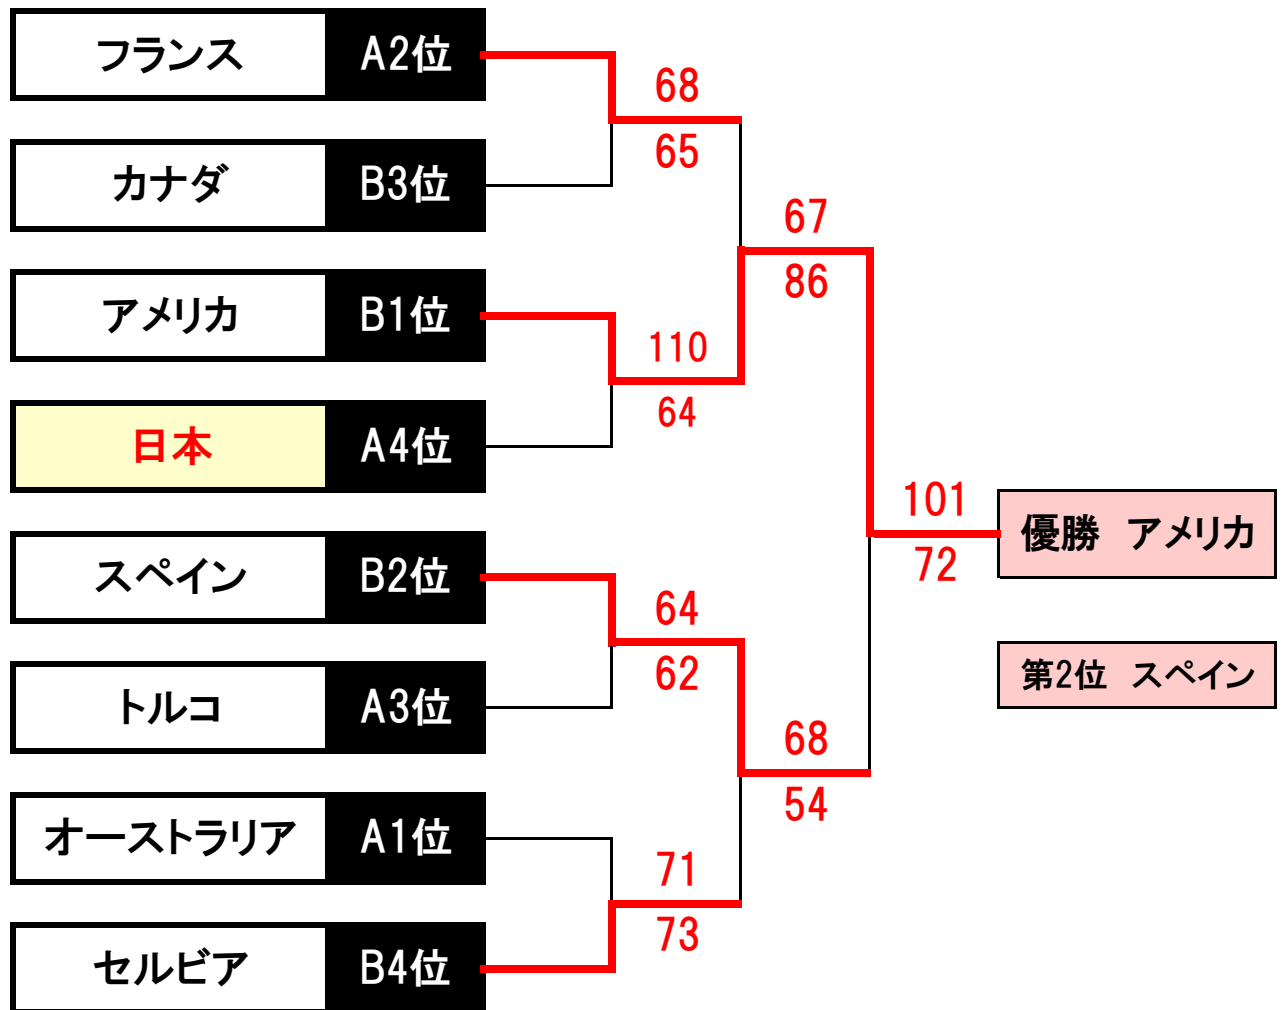 フランス A2位
68
65
カナダ B3位
67
86
アメリカ B1位
110
64
日本 A4位
101
72
優勝 アメリカ
スペイン B2位
64
62
第2位 スペイン
トルコ A3位
68
54
オーストラリア A1位
71
73
セルビア B4位